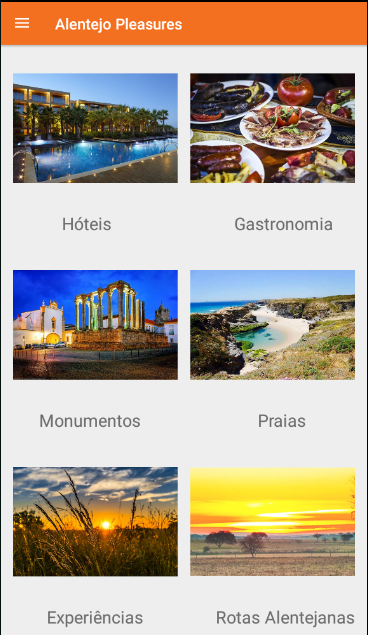 Alentejo Pleasures
Hóteis
Gastronomia
Monumentos
Praias
Experiências
Rotas Alentejanas